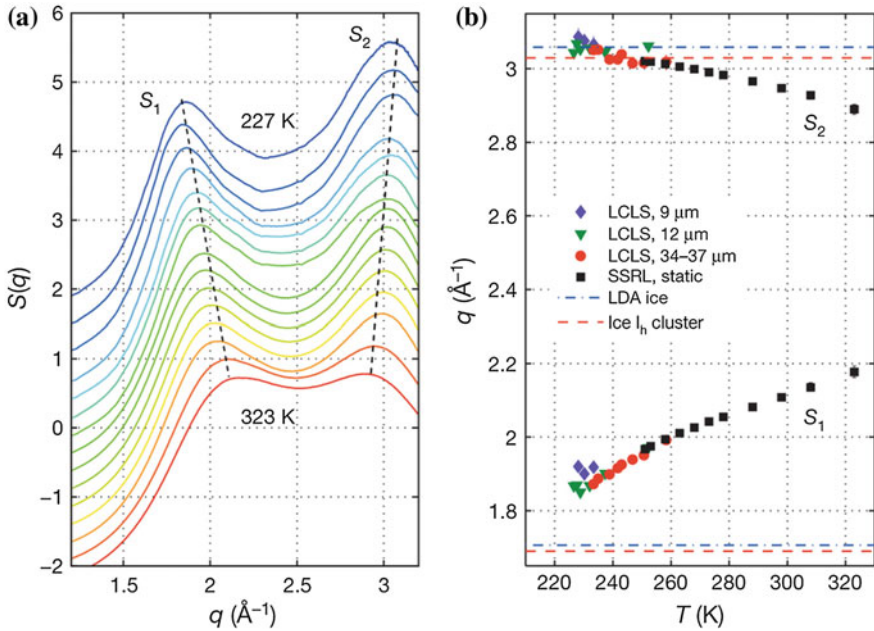 (a)
6
5
4
3
2
1
0
−1
−2
S(q)
S₁
S₂
227 K
323 K
1.5
2
2.5
3
q (Å⁻¹)
(b)
3
2.8
2.6
2.4
2.2
2
1.8
q (Å⁻¹)
S₂
LCLS, 9 μm
LCLS, 12 μm
LCLS, 34–37 μm
SSRL, static
LDA ice
Ice Iₕ cluster
S₁
220
240
260
280
300
320
T (K)